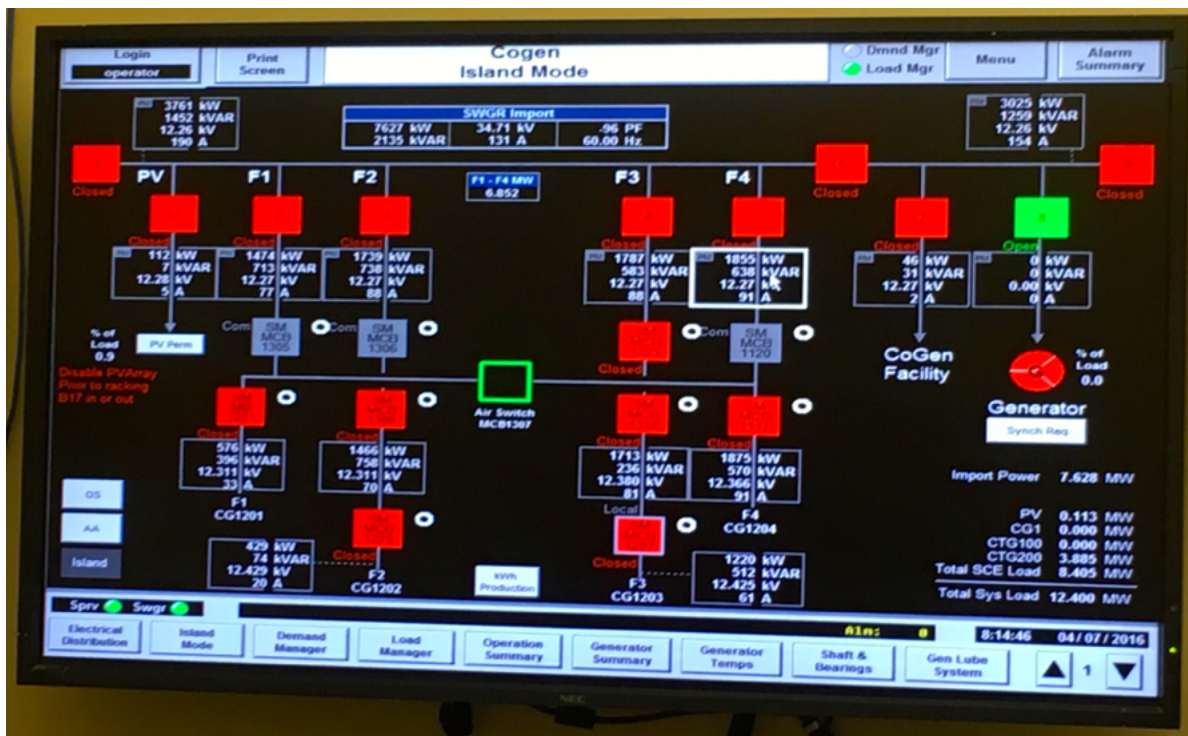 Login
operator
Print
Screen
Cogen
Island Mode
Dmnd Mgr
Load Mgr
Menu
Alarm
Summary
3761 kW
1452 kVAR
12.26 kV
190 A
SWGR Import
7627 kW 34.71 kV -96 PF
2135 kVAR 131 A 60.00 Hz
3025 kW
1259 kVAR
12.26 kV
154 A
Closed
PV
F1
F2
F1 - F4 MW
6.852
F3
F4
Closed
Closed
8
Closed
Closed
Closed
Closed
Closed
Closed
Open
112 kW
7 kVAR
12.28 kV
5 A
1474 kW
713 kVAR
12.27 kV
77 A
1739 kW
738 kVAR
12.27 kV
88 A
1787 kW
583 kVAR
12.27 kV
88 A
1855 kW
638 kVAR
12.27 kV
91 A
46 kW
31 kVAR
12.27 kV
2 A
0 kW
0 kVAR
0.00 kV
0 A
% of
Load
0.9
PV Perm
Com
SM
MCB
1305
Com
SM
MCB
1306
Closed
Com
SM
MCB
1120
CoGen
Facility
% of
Load
0.0
Generator
Synch Req
Disable PVArray
Prior to racking
B17 in or out
Air Switch
MCB1307
Closed
Closed
Closed
Closed
576 kW
396 kVAR
12.311 kV
33 A
F1
CG1201
1466 kW
758 kVAR
12.311 kV
70 A
1713 kW
236 kVAR
12.380 kV
81 A
Local
1875 kW
570 kVAR
12.366 kV
91 A
F4
CG1204
Import Power 7.628 MW
PV 0.113 MW
CG1 0.000 MW
CTG100 0.000 MW
CTG200 3.885 MW
Total SCE Load 8.405 MW
Total Sys Load 12.400 MW
OS
AA
Island
429 kW
74 kVAR
12.429 kV
20 A
Closed
F2
CG1202
kWh
Production
Closed
F3
CG1203
1220 kW
512 kVAR
12.425 kV
61 A
Sprv Swgr
Alm: 0
8:14:46 04/07/2016
Electrical
Distribution
Island
Mode
Demand
Manager
Load
Manager
Operation
Summary
Generator
Summary
Generator
Temps
Shaft &
Bearings
Gen Lube
System
1
NEC